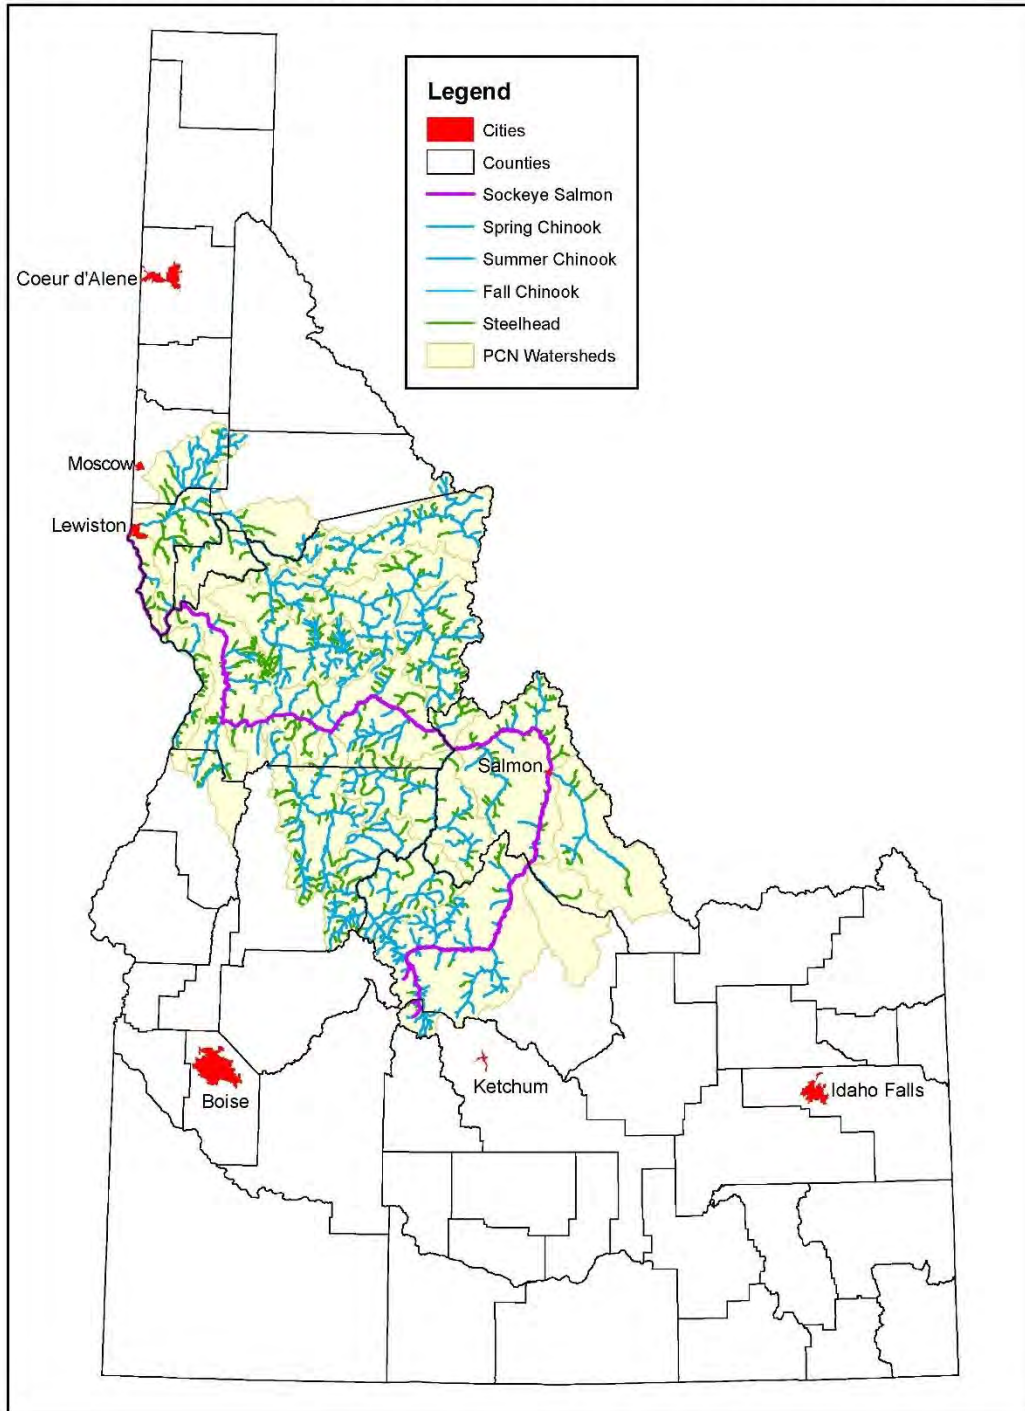 Legend
Cities
Counties
Sockeye Salmon
Spring Chinook
Summer Chinook
Fall Chinook
Steelhead
PCN Watersheds
Coeur d'Alene
Moscow
Lewiston
Salmon
Ketchum
Boise
Idaho Falls